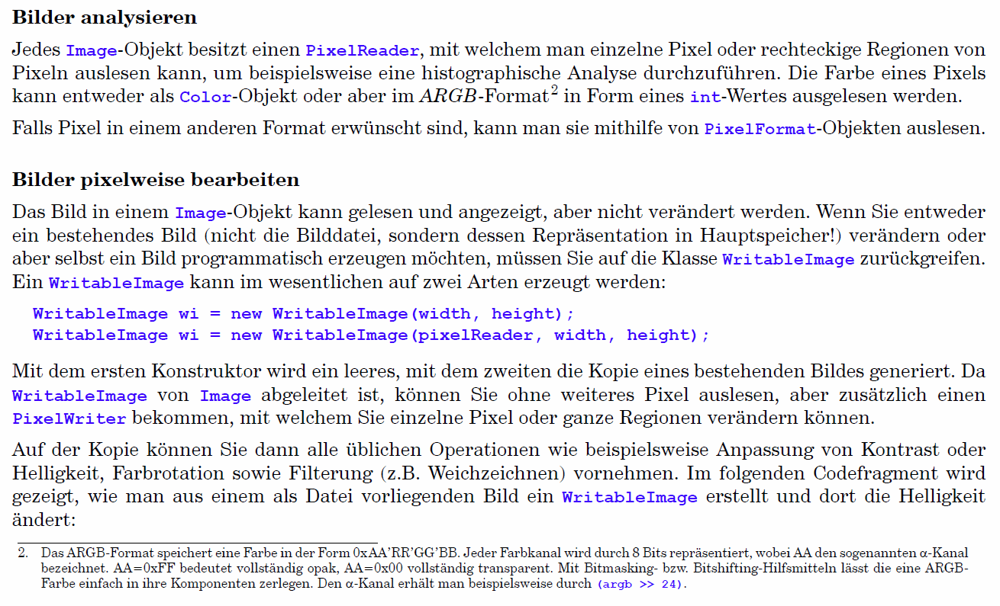 Bilder analysieren
Jedes Image-Objekt besitzt einen PixelReader, mit welchem man einzelne Pixel oder rechteckige Regionen von
Pixeln auslesen kann, um beispielsweise eine histographische Analyse durchzuführen. Die Farbe eines Pixels
kann entweder als Color-Objekt oder aber im ARGB-Format2 in Form eines int-Wertes ausgelesen werden.
Falls Pixel in einem anderen Format erwünscht sind, kann man sie mithilfe von PixelFormat-Objekten auslesen.
Bilder pixelweise bearbeiten
Das Bild in einem Image-Objekt kann gelesen und angezeigt, aber nicht verändert werden. Wenn Sie entweder
ein bestehendes Bild (nicht die Bilddatei, sondern dessen Repräsentation in Hauptspeicher!) verändern oder
aber selbst ein Bild programmatisch erzeugen möchten, müssen Sie auf die Klasse WritableImage zurückgreifen.
Ein WritableImage kann im wesentlichen auf zwei Arten erzeugt werden:
WritableImage wi = new WritableImage(width, height);
WritableImage wi = new WritableImage(pixelReader, width, height);
Mit dem ersten Konstruktor wird ein leeres, mit dem zweiten die Kopie eines bestehenden Bildes generiert. Da
WritableImage von Image abgeleitet ist, können Sie ohne weiteres Pixel auslesen, aber zusätzlich einen
PixelWriter bekommen, mit welchem Sie einzelne Pixel oder ganze Regionen verändern können.
Auf der Kopie können Sie dann alle üblichen Operationen wie beispielsweise Anpassung von Kontrast oder
Helligkeit, Farbrotation sowie Filterung (z.B. Weichzeichnen) vornehmen. Im folgenden Codefragment wird
gezeigt, wie man aus einem als Datei vorliegenden Bild ein WritableImage erstellt und dort die Helligkeit
ändert:
2. Das ARGB-Format speichert eine Farbe in der Form 0xAA'RR'GG'BB. Jeder Farbkanal wird durch 8 Bits repräsentiert, wobei AA den sogenannten α-Kanal
bezeichnet. AA=0xFF bedeutet vollständig opak, AA=0x00 vollständig transparent. Mit Bitmasking- bzw. Bitshifting-Hilfsmitteln lässt die eine ARGB-
Farbe einfach in ihre Komponenten zerlegen. Den α-Kanal erhält man beispielsweise durch (argb >> 24).